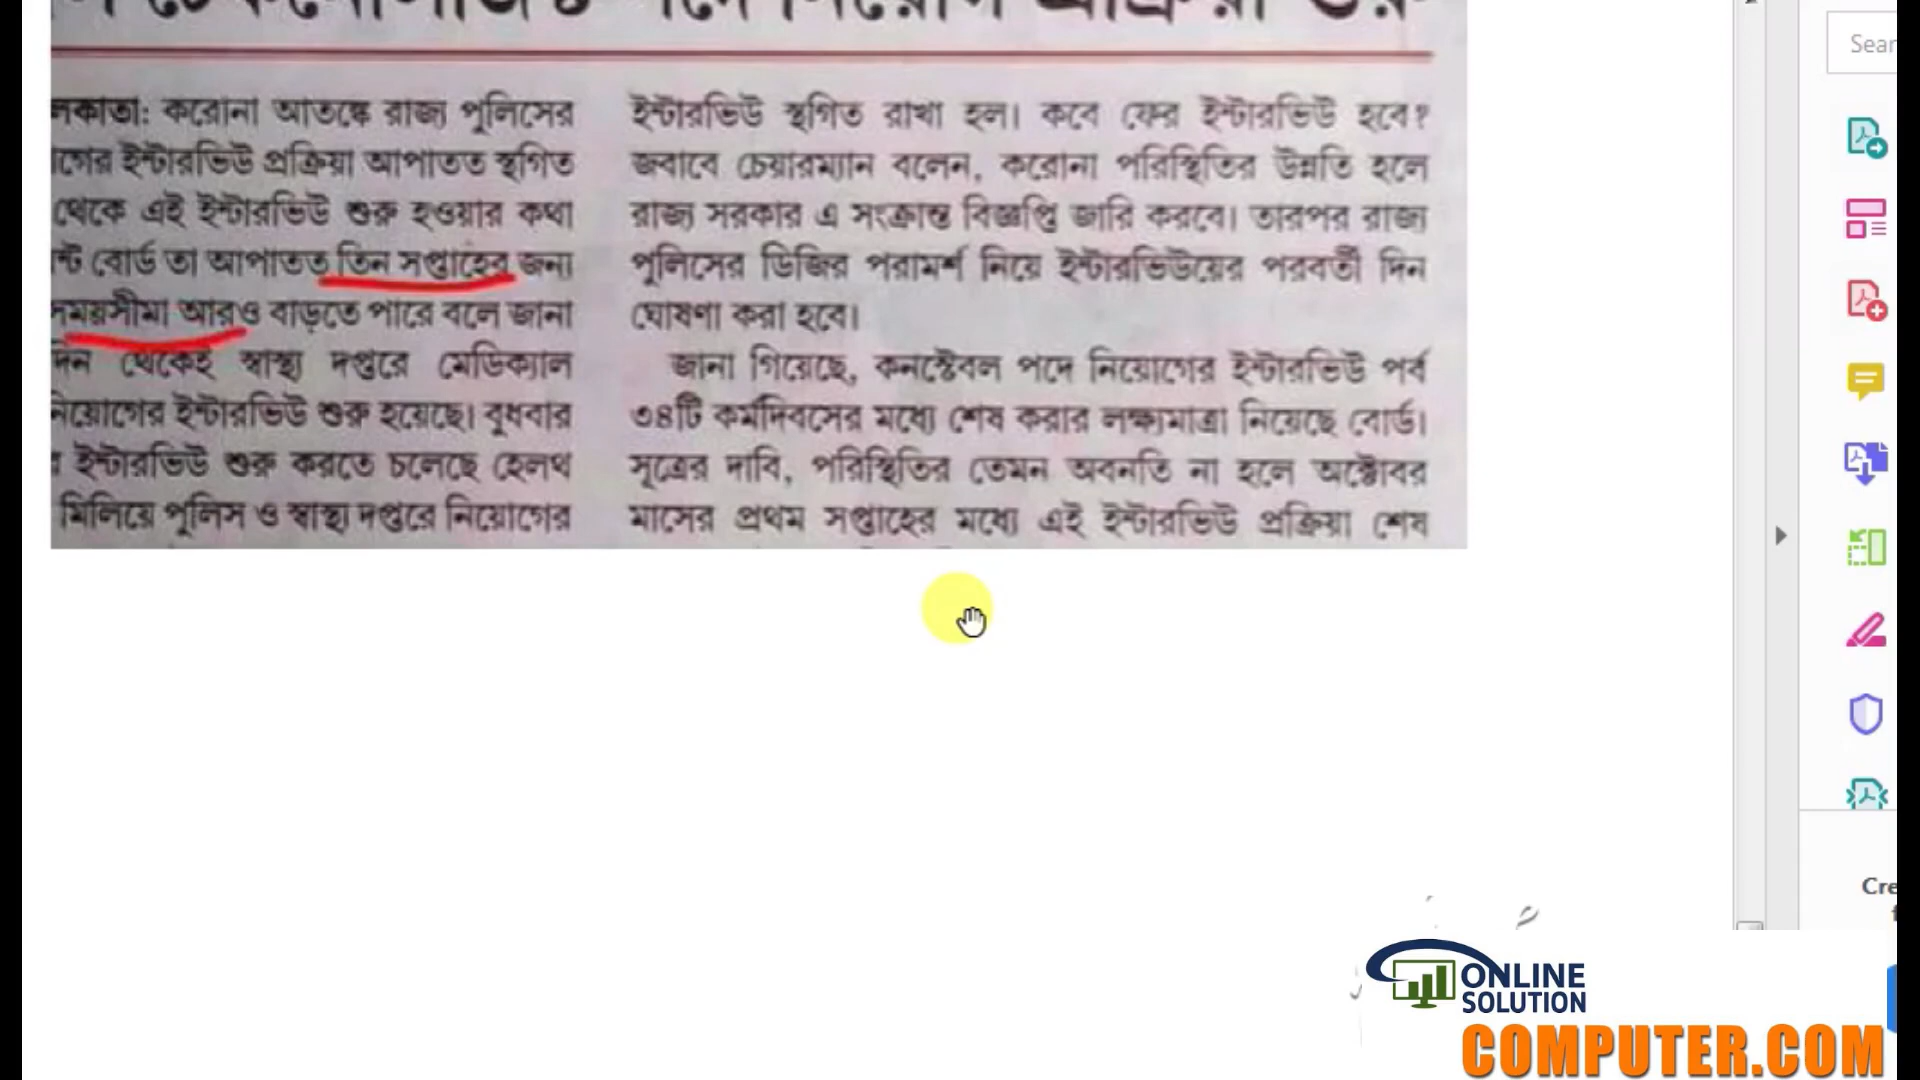 করোনা আতঙ্কে রাজ্য পুলিসের
ইন্টারভিউ প্রক্রিয়া আপাতত স্থগিত
থেকে এই ইন্টারভিউ শুরু হওয়ার কথা
বোর্ড তা আপাতত তিন সপ্তাহের জন্য
সময়সীমা আরও বাড়তে পারে বলে জানা
দিন থেকেই স্বাস্থ্য দপ্তরে মেডিক্যাল
নিয়োগের ইন্টারভিউ শুরু হয়েছে। বুধবার
ইন্টারভিউ শুরু করতে চলেছে হেলথ
মিলিয়ে পুলিস ও স্বাস্থ্য দপ্তরে নিয়োগের
ইন্টারভিউ স্থগিত রাখা হল। কবে ফের ইন্টারভিউ হবে?
জবাবে চেয়ারম্যান বলেন, করোনা পরিস্থিতির উন্নতি হলে
রাজ্য সরকার এ সংক্রান্ত বিজ্ঞপ্তি জারি করবে। তারপর রাজ্য
পুলিসের ডিজির পরামর্শ নিয়ে ইন্টারভিউয়ের পরবর্তী দিন
ঘোষণা করা হবে।
জানা গিয়েছে, কনস্টেবল পদে নিয়োগের ইন্টারভিউ পর্ব
৩৪টি কর্মদিবসের মধ্যে শেষ করার লক্ষ্যমাত্রা নিয়েছে বোর্ড।
সূত্রের দাবি, পরিস্থিতির তেমন অবনতি না হলে অক্টোবর
মাসের প্রথম সপ্তাহের মধ্যে এই ইন্টারভিউ প্রক্রিয়া শেষ
Sear
Cre
ONLINE
SOLUTION
COMPUTER.COM